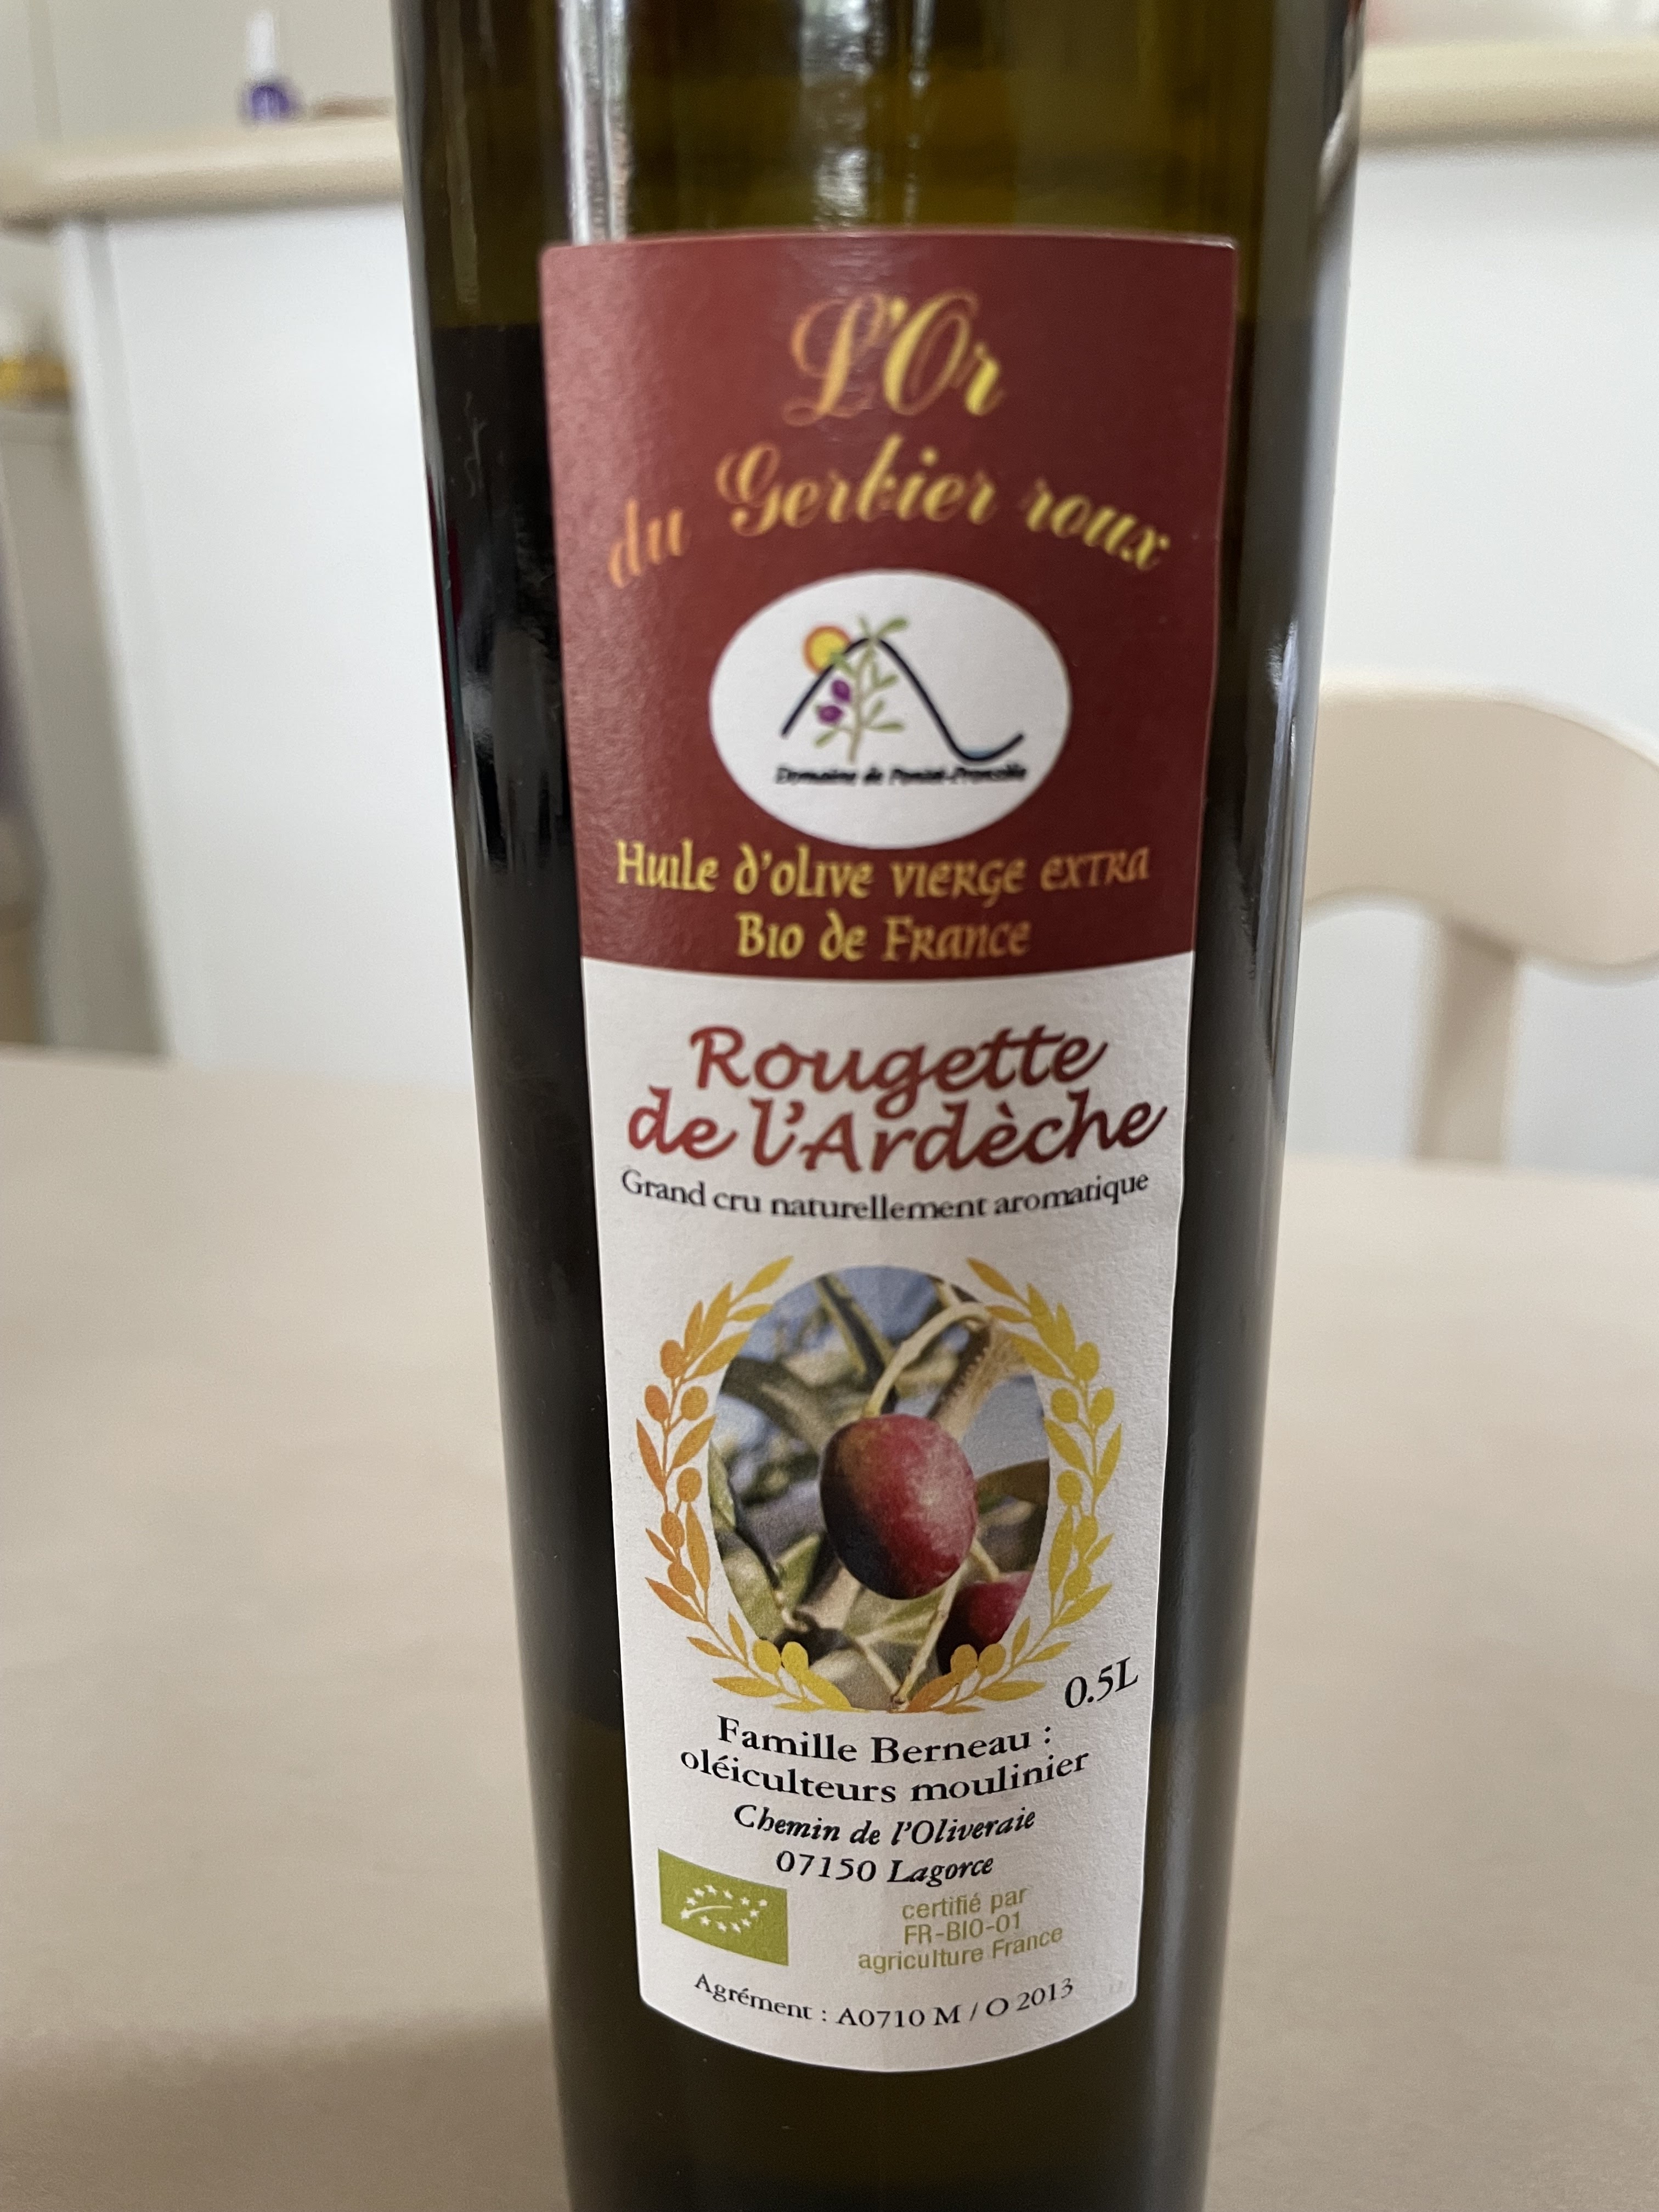 L'Or
du Gerbier roux
Domaine de
Huile d'olive vierge extra
Bio de France
Rougette
de l'Ardèche
Grand cru naturellement aromatique
0.5L
Famille Berneau :
oléiculteurs moulinier
Chemin de l'Oliveraie
07150 Lagorce
certifié par
FR-BIO-01
agriculture France
Agrément : A0710 M / O 2013